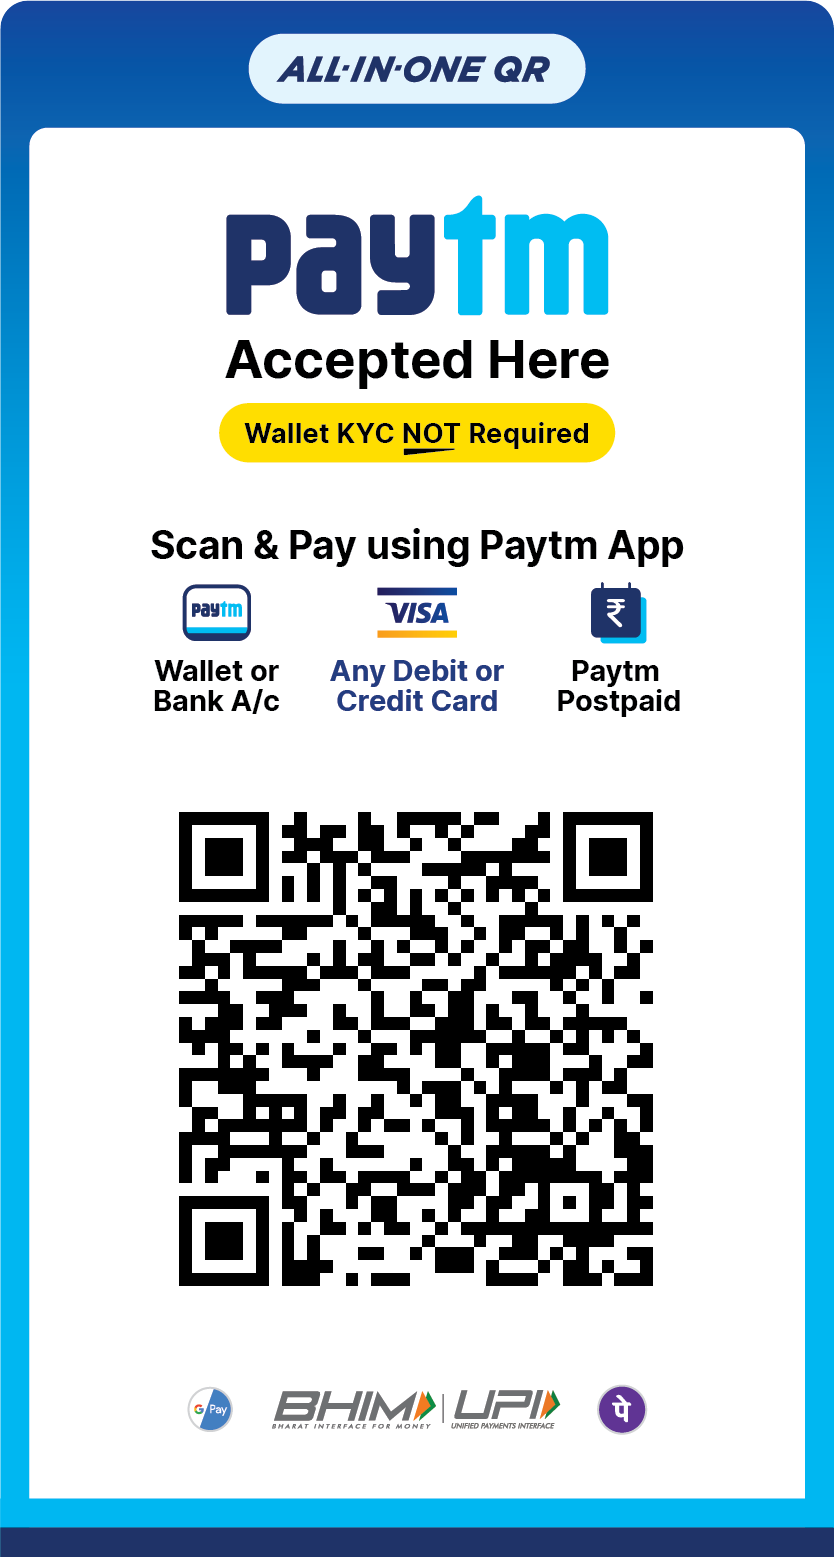 ALL-IN-ONE QR
paytm
Accepted Here
Wallet KYC NOT Required
Scan & Pay using Paytm App
paytm
VISA
₹
Wallet or
Bank A/c
Any Debit or
Credit Card
Paytm
Postpaid
G Pay
BHIM
BHARAT INTERFACE FOR MONEY
UPI
UNIFIED PAYMENTS INTERFACE
पे